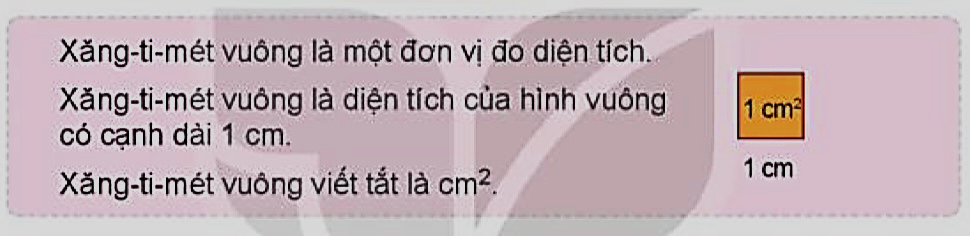 Xăng-ti-mét vuông là một đơn vị đo diện tích.
Xăng-ti-mét vuông là diện tích của hình vuông
có cạnh dài 1 cm.
Xăng-ti-mét vuông viết tắt là cm².
1 cm²
1 cm